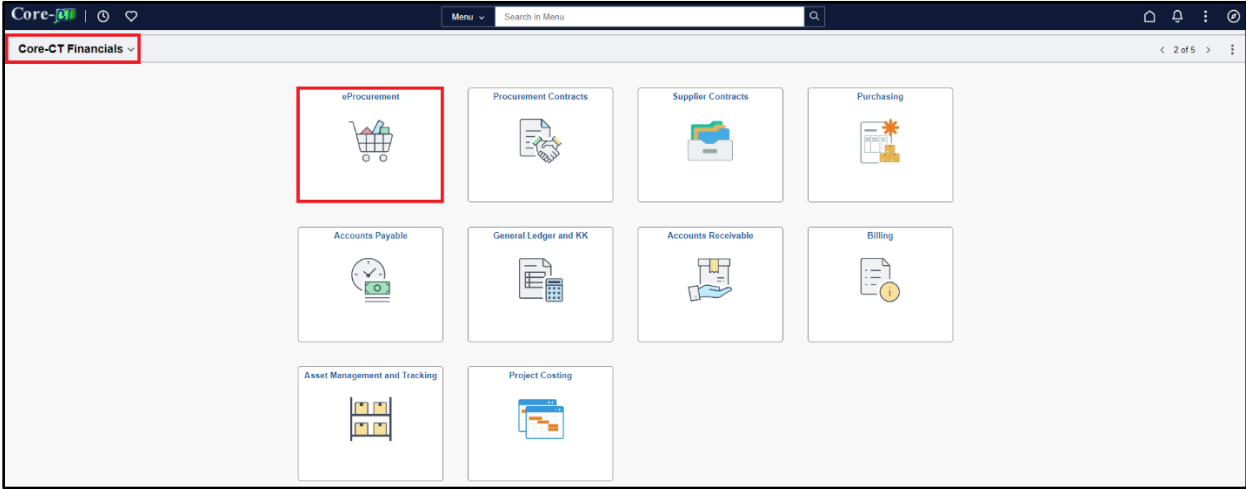 Core-CT
Menu
Search in Menu
Core-CT Financials
2 of 5
eProcurement
Procurement Contracts
Supplier Contracts
Purchasing
Accounts Payable
General Ledger and KK
Accounts Receivable
Billing
Asset Management and Tracking
Project Costing